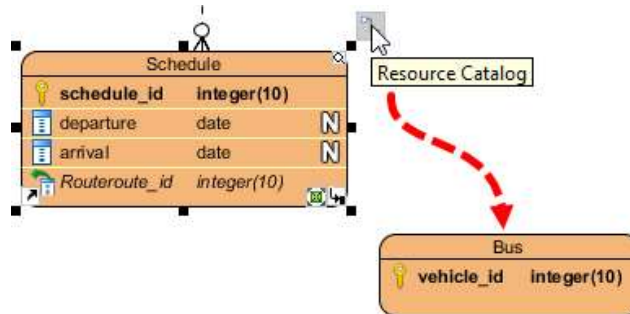 Schedule
schedule_id integer(10)
departure date N
arrival date N
Routeroute_id integer(10)
Resource Catalog
Bus
vehicle_id integer(10)